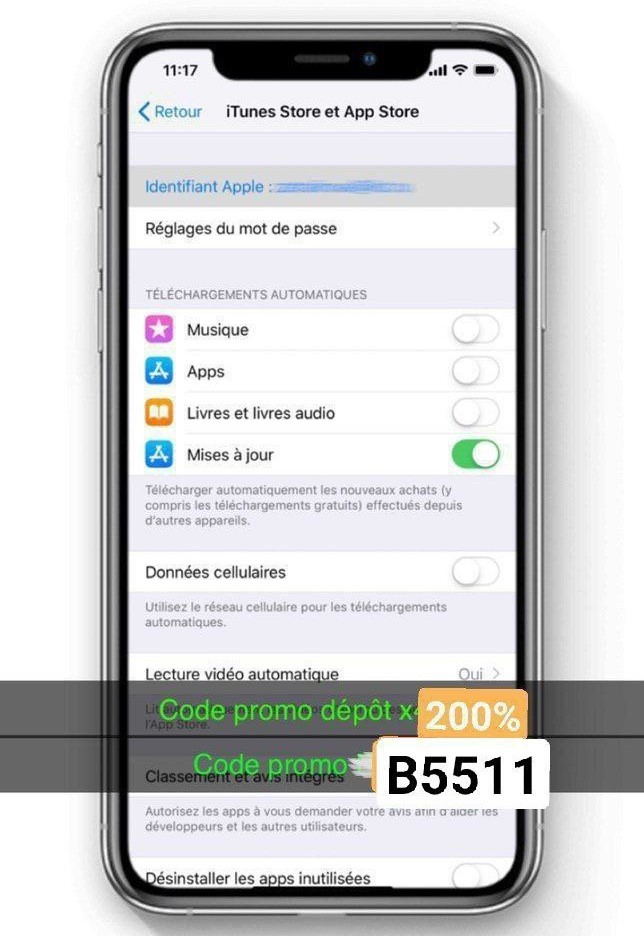 11:17
Retour
iTunes Store et App Store
Identifiant Apple :
Réglages du mot de passe
TÉLÉCHARGEMENTS AUTOMATIQUES
Musique
Apps
Livres et livres audio
Mises à jour
Télécharger automatiquement les nouveaux achats (y
compris les téléchargements gratuits) effectués depuis
d'autres appareils.
Données cellulaires
Utilisez le réseau cellulaire pour les téléchargements
automatiques.
Lecture vidéo automatique
Oui
Code promo dépôt x
200%
l'App Store.
Code promo
B5511
Classement et avis intégrés
Autorisez les apps à vous demander votre avis afin d'aider les
développeurs et les autres utilisateurs.
Désinstaller les apps inutilisées